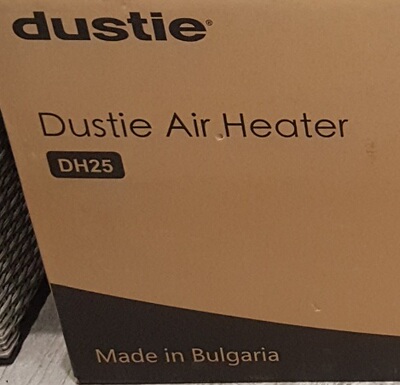 dustie®
Dustie Air Heater
DH25
Made in Bulgaria